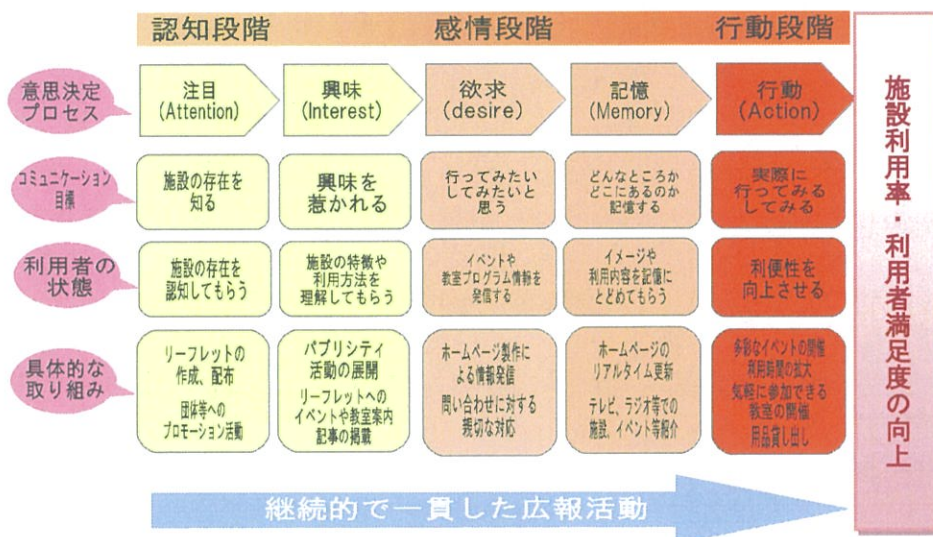 認知段階
感情段階
行動段階
意思決定
プロセス
注目
(Attention)
興味
(Interest)
欲求
(desire)
記憶
(Memory)
行動
(Action)
コミュニケーション
目標
施設の存在を
知る
興味を
惹かれる
行ってみたい
してみたいと
思う
どんなところか
どこにあるのか
記憶する
実際に
行ってみる
してみる
利用者の
状態
施設の存在を
認知してもらう
施設の特徴や
利用方法を
理解してもらう
イベントや
教室プログラム情報を
発信する
イメージや
利用内容を記憶に
とどめてもらう
利便性を
向上させる
具体的な
取り組み
リーフレットの
作成、配布
団体等への
プロモーション活動
パブリシティ
活動の展開
リーフレットへの
イベントや教室案内
記事の掲載
ホームページ製作
による情報発信
問い合わせに対する
親切な対応
ホームページの
リアルタイム更新
テレビ、ラジオ等での
施設、イベント等紹介
多彩なイベントの開催
利用時間の拡大
気軽に参加できる
教室の開催
用品貸し出し
継続的で一貫した広報活動
施設利用率・利用者満足度の向上